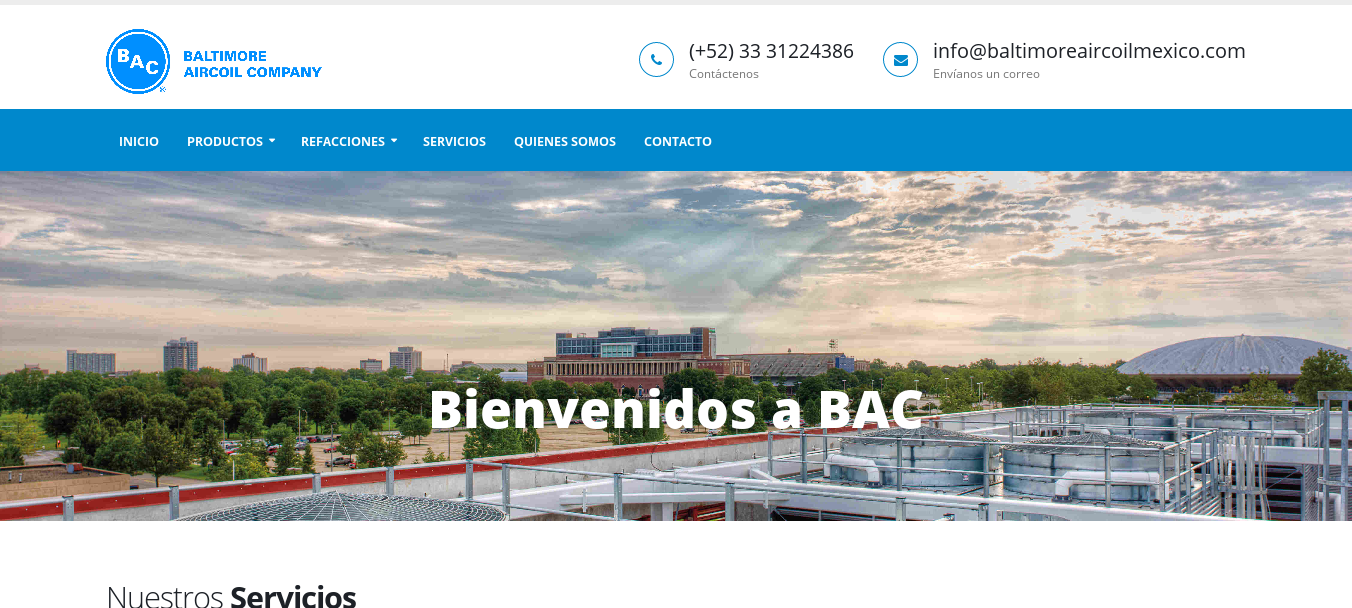 BAC
BALTIMORE
AIRCOIL COMPANY
(+52) 33 31224386
Contáctenos
info@baltimoreaircoilmexico.com
Envíanos un correo
INICIO PRODUCTOS REFACCIONES SERVICIOS QUIENES SOMOS CONTACTO
Bienvenidos a BAC
Nuestros Servicios